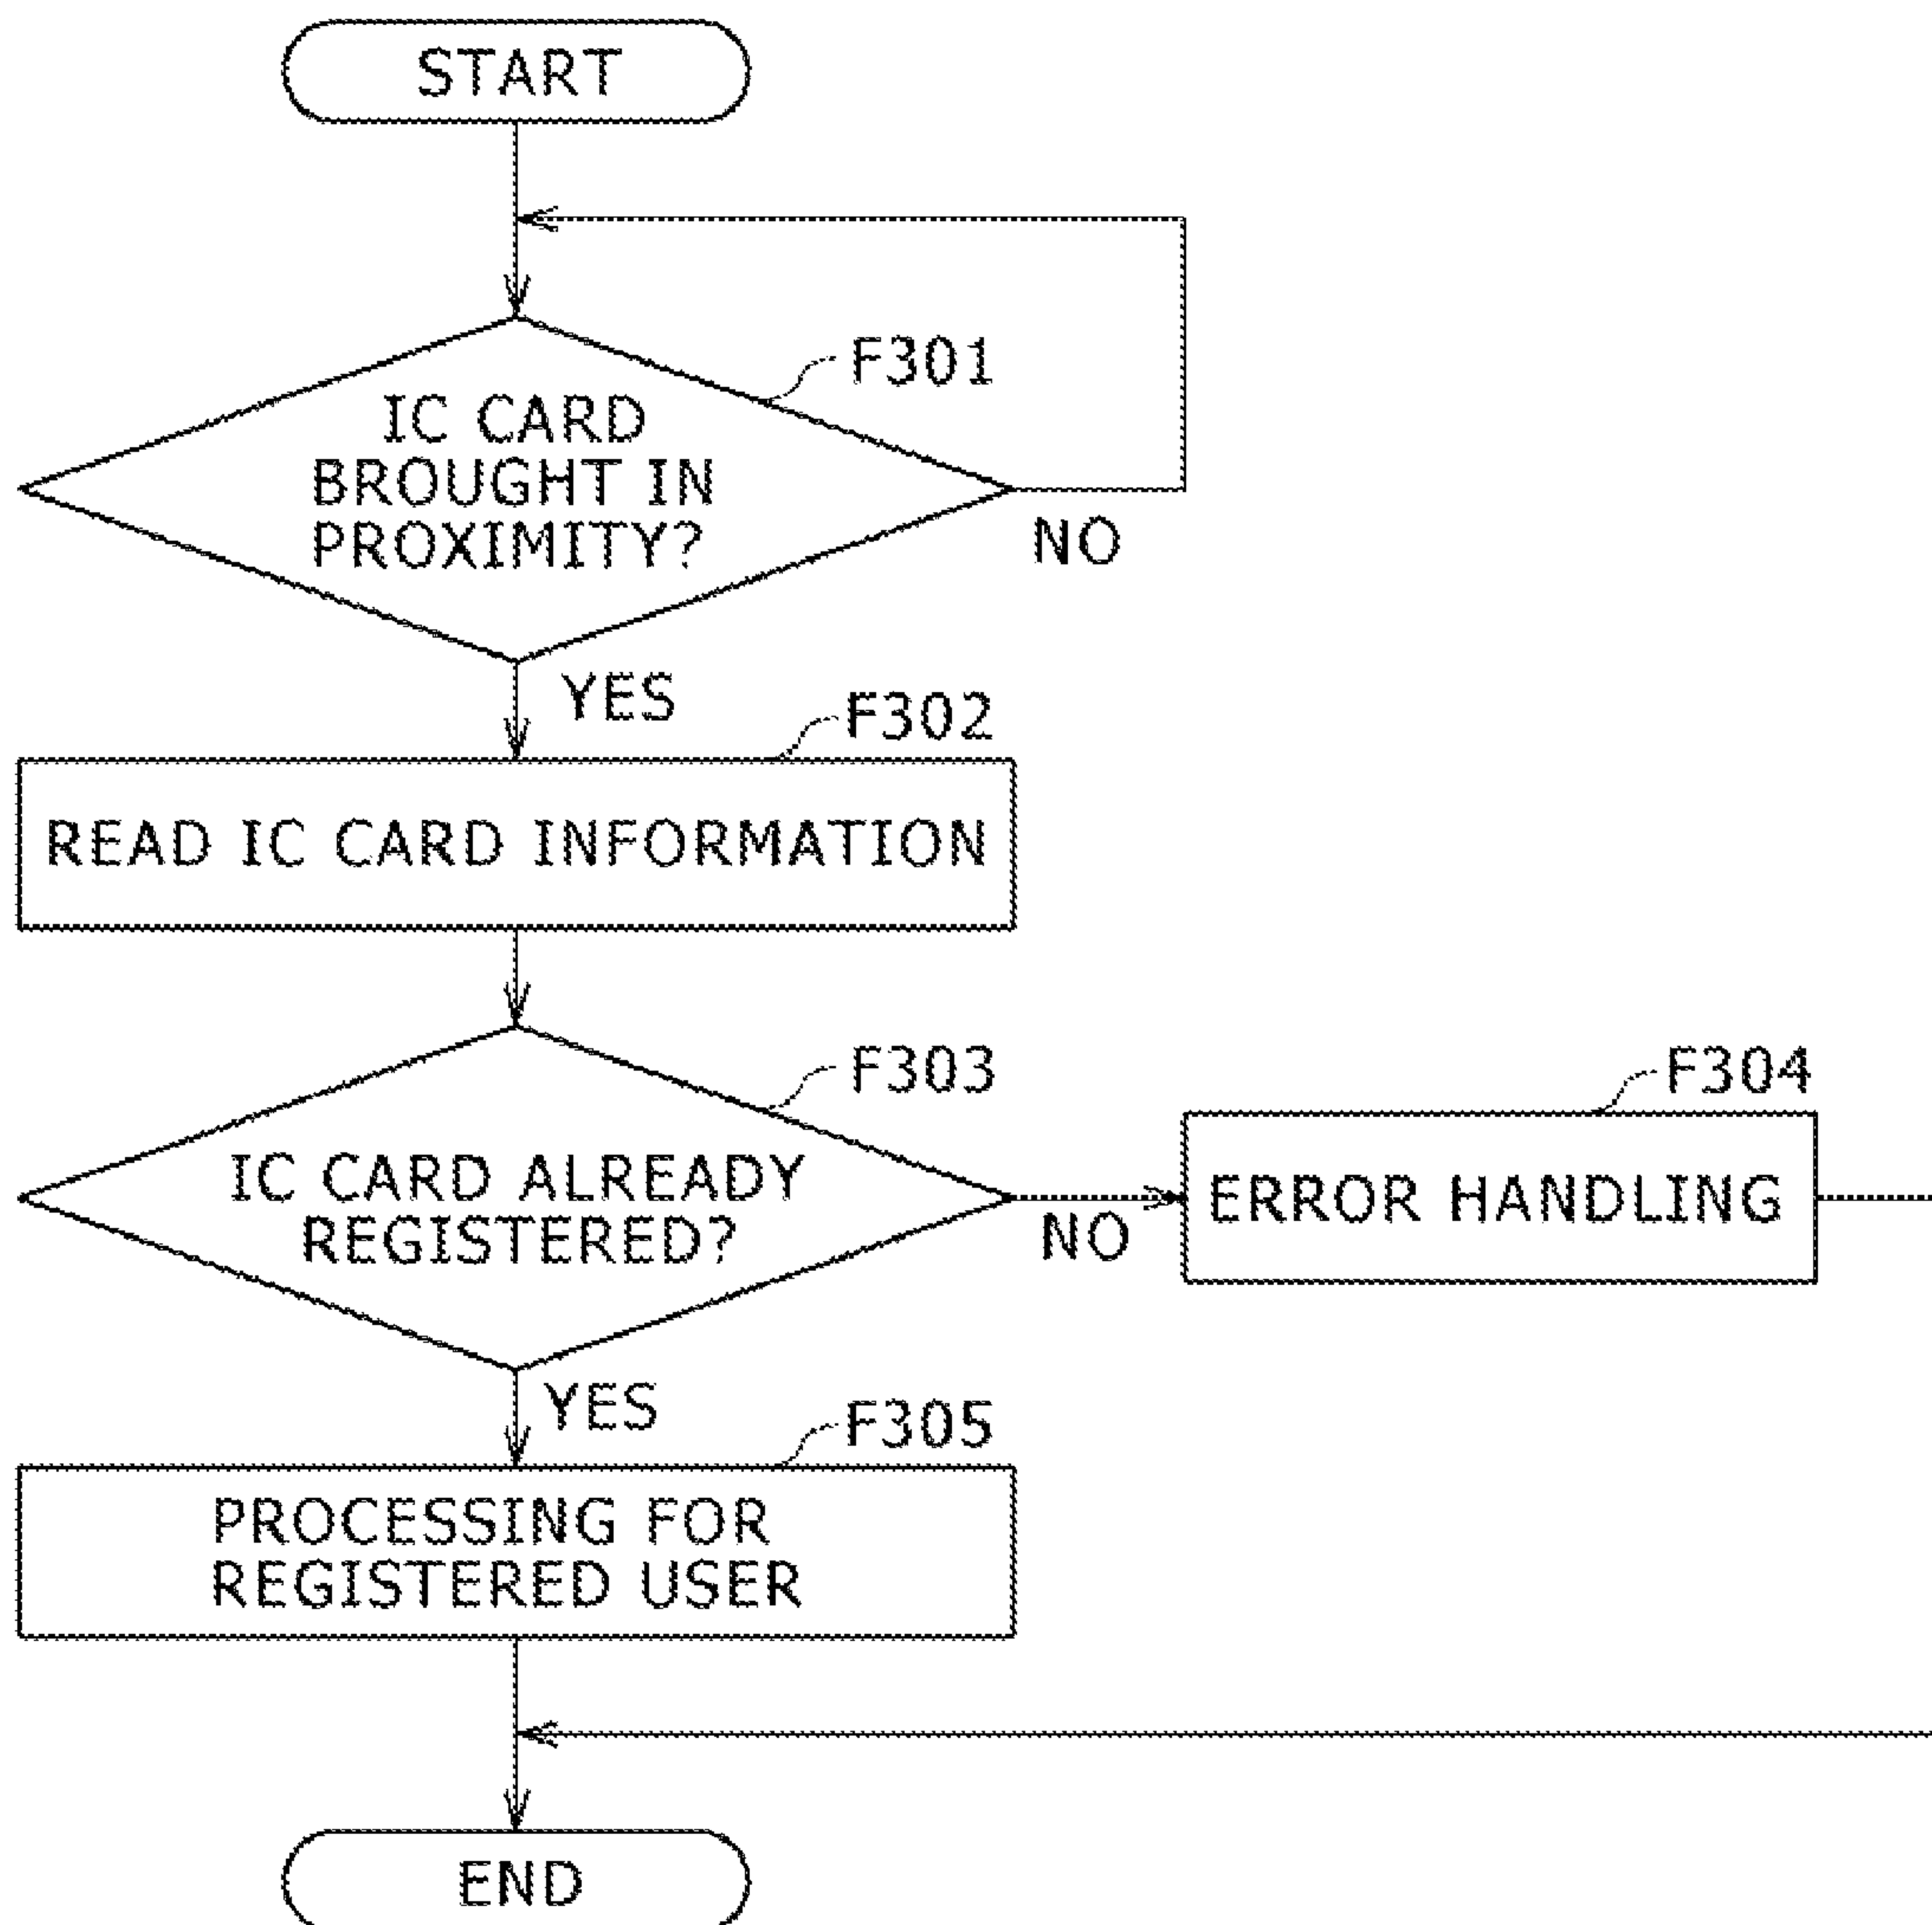 START
F301
IC CARD
BROUGHT IN
PROXIMITY?
NO
YES
F302
READ IC CARD INFORMATION
F303
IC CARD ALREADY
REGISTERED?
NO
F304
ERROR HANDLING
YES
F305
PROCESSING FOR
REGISTERED USER
END